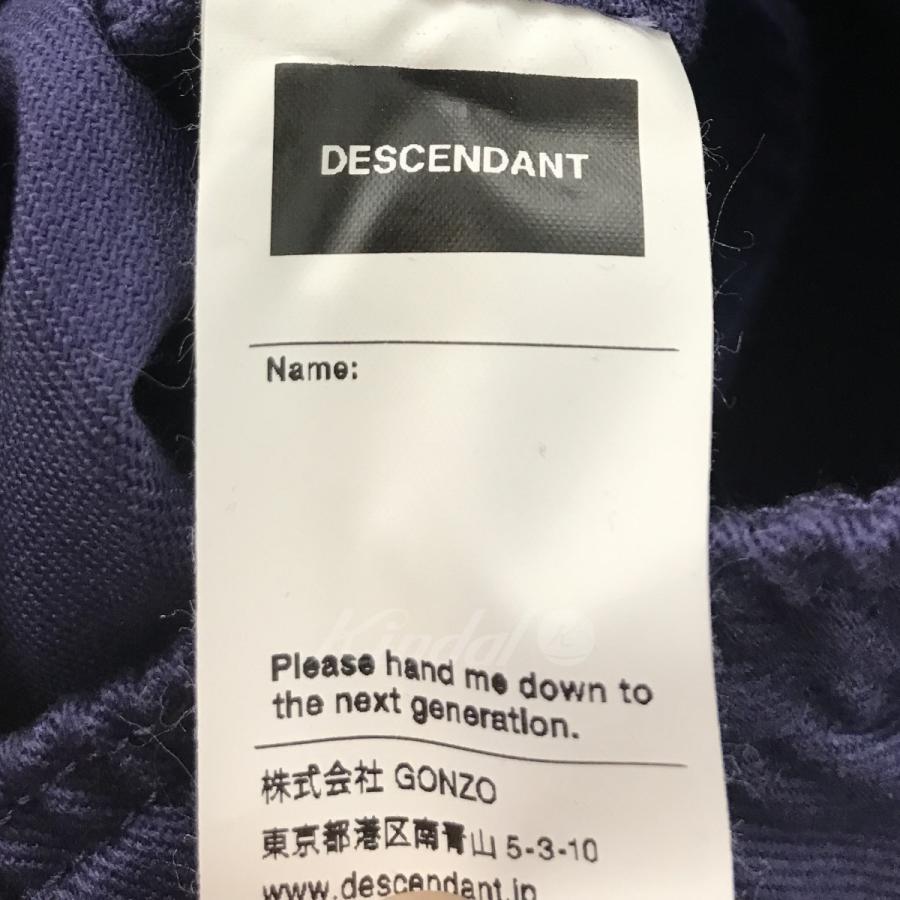 DESCENDANT
Name:
Kindal
Please hand me down to
the next generation.
株式会社 GONZO
東京都港区南青山 5-3-10
www.descendant.jp